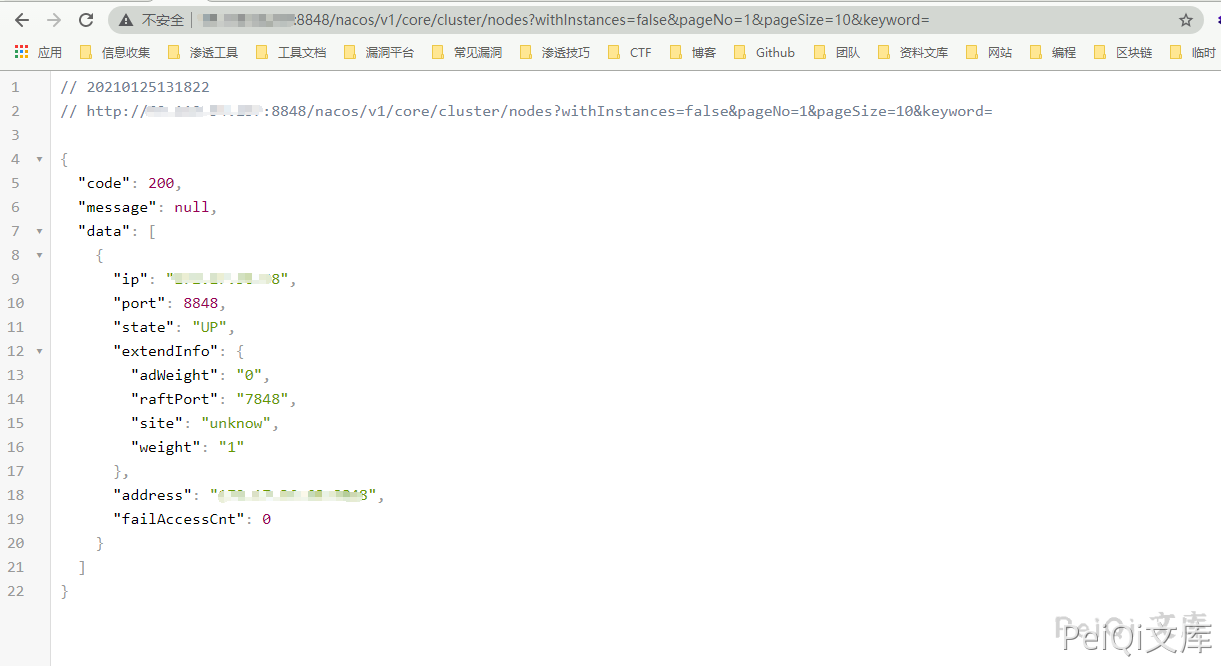 不安全 :8848/nacos/v1/core/cluster/nodes?withInstances=false&pageNo=1&pageSize=10&keyword=
应用 信息收集 渗透工具 工具文档 漏洞平台 常见漏洞 渗透技巧 CTF 博客 Github 团队 资料文库 网站 编程 区块链 临时
1 // 20210125131822
2 // http:// :8848/nacos/v1/core/cluster/nodes?withInstances=false&pageNo=1&pageSize=10&keyword=
3
4 {
5 "code": 200,
6 "message": null,
7 "data": [
8 {
9 "ip": " 8",
10 "port": 8848,
11 "state": "UP",
12 "extendInfo": {
13 "adWeight": "0",
14 "raftPort": "7848",
15 "site": "unknow",
16 "weight": "1"
17 },
18 "address": " ",
19 "failAccessCnt": 0
20 }
21 ]
22 }
PeiQi 文库
PeiQi文库